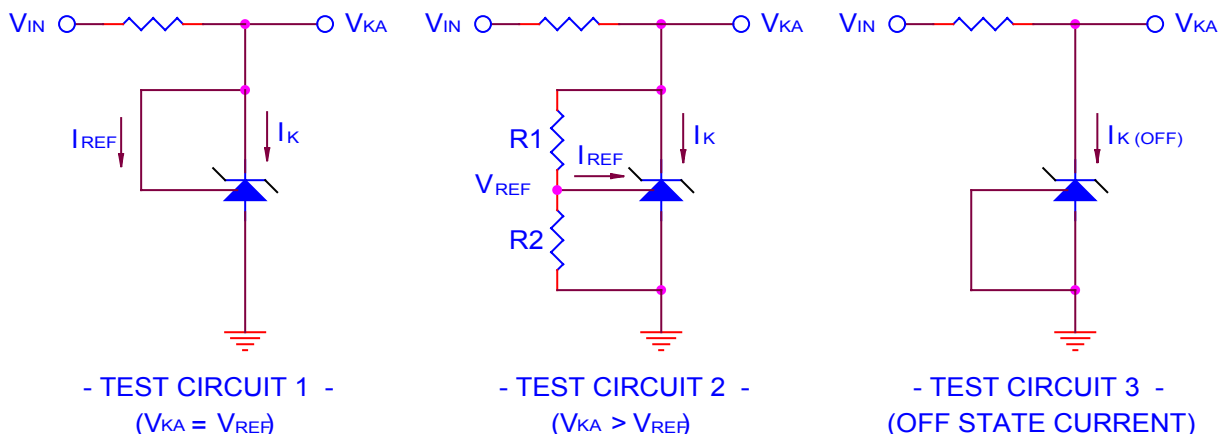 VIN VKA VIN VKA VIN VKA
IREF IK R1 IREF IK IK (OFF)
VREF
R2
- TEST CIRCUIT 1 - - TEST CIRCUIT 2 - - TEST CIRCUIT 3 -
(VKA = VREF) (VKA > VREF) (OFF STATE CURRENT)